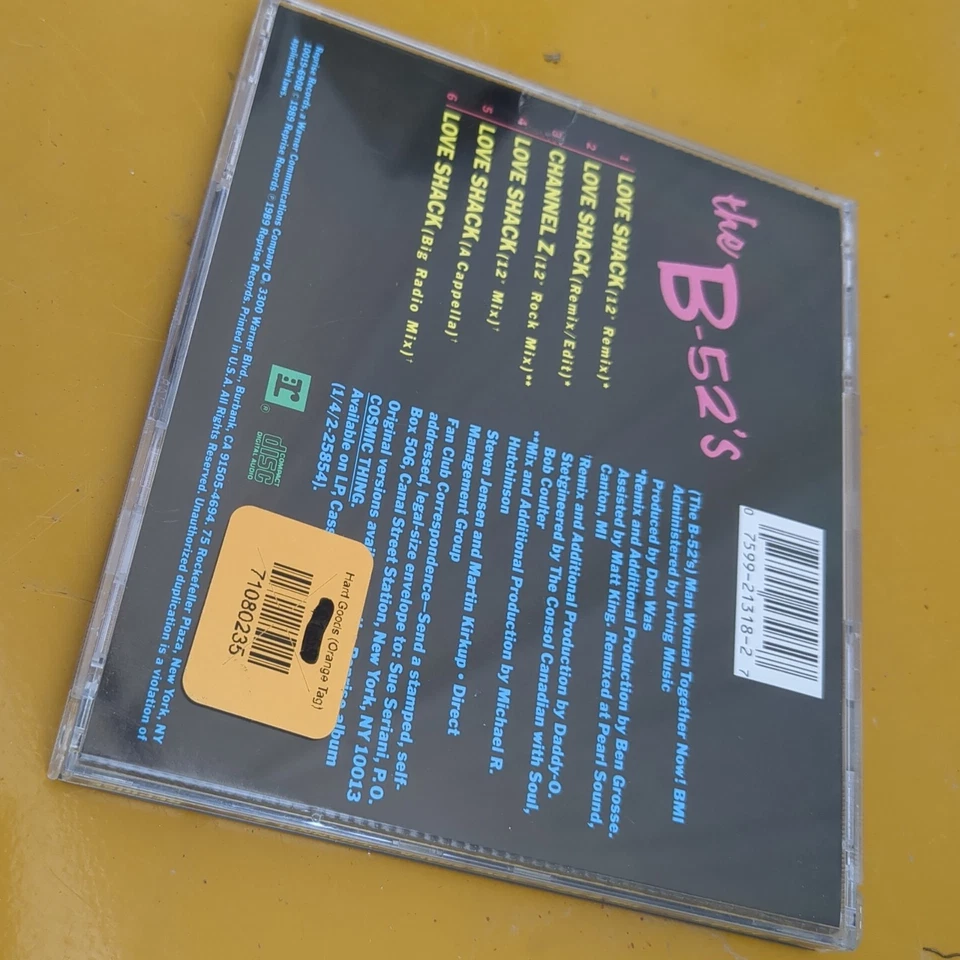 the B-52's
1 LOVE SHACK (12" Remix)*
2 LOVE SHACK (Remix/Edit)*
3 CHANNEL Z (12" Rock Mix)**
4 LOVE SHACK (12" Mix)'
5 LOVE SHACK (A Cappella)'
6 LOVE SHACK (Big Radio Mix)'
0 7599-21318-2 7
(The B-52's) Man Woman Together Now! BMI
Administered by Irving Music
Produced by Don Was
*Remix and Additional Production by Ben Grosse.
Assisted by Matt King. Remixed at Pearl Sound,
Canton, MI
'Remix and Additional Production by Daddy-O.
Stetgineered by The Consol Canadian with Soul,
Bob Coulter
**Mix and Additional Production by Michael R.
Hutchinson
Seven Jensen and Martin Kirkup • Direct
Management Group
Fan Club Correspondence—Send a stamped, self-
addressed, legal-size envelope to: Sue Seriani, P.O.
Box 506, Canal Street Station, New York, NY 10013
Original versions album
COSMIC THING.
Available on LP,
(1/4/2-25854).
r ®
COMPACT
disc
DIGITAL AUDIO
Hard Goods (Orange Tag)
71080235
Reprise Records, a Warner Communications Company, 3300 Warner Blvd., Burbank, CA 91505-4694. 75 Rockefeller Plaza, New York, NY
10019-6908 © 1989 Reprise Records ℗ 1989 Reprise Records. Printed in U.S.A. All Rights Reserved. Unauthorized duplication is a violation of
applicable laws.